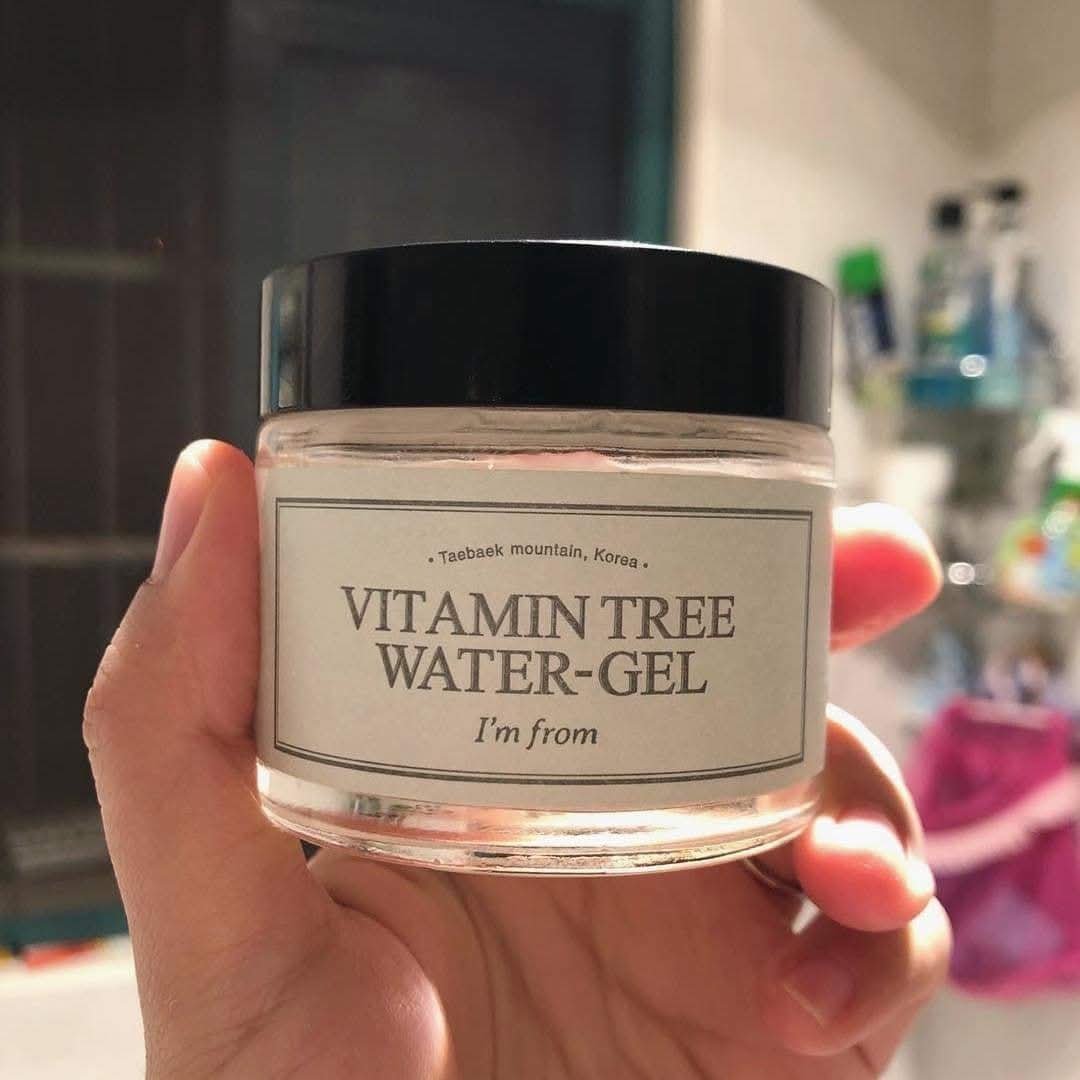 • Taebaek mountain, Korea •
VITAMIN TREE
WATER-GEL
I'm from